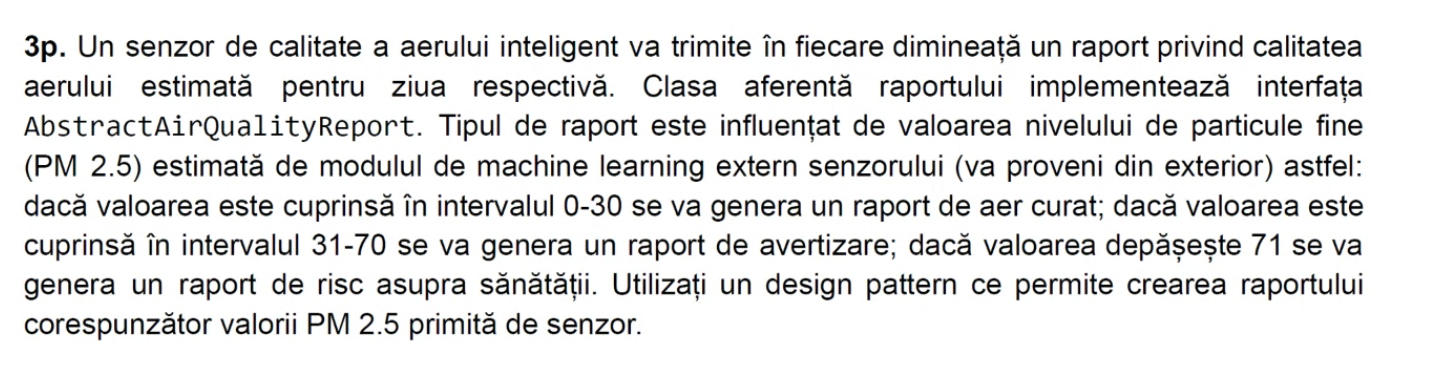 3p. Un senzor de calitate a aerului inteligent va trimite în fiecare dimineață un raport privind calitatea
aerului estimată pentru ziua respectivă. Clasa aferentă raportului implementează interfața
AbstractAirQualityReport. Tipul de raport este influențat de valoarea nivelului de particule fine
(PM 2.5) estimată de modulul de machine learning extern senzorului (va proveni din exterior) astfel:
dacă valoarea este cuprinsă în intervalul 0-30 se va genera un raport de aer curat; dacă valoarea este
cuprinsă în intervalul 31-70 se va genera un raport de avertizare; dacă valoarea depășește 71 se va
genera un raport de risc asupra sănătății. Utilizați un design pattern ce permite crearea raportului
corespunzător valorii PM 2.5 primită de senzor.